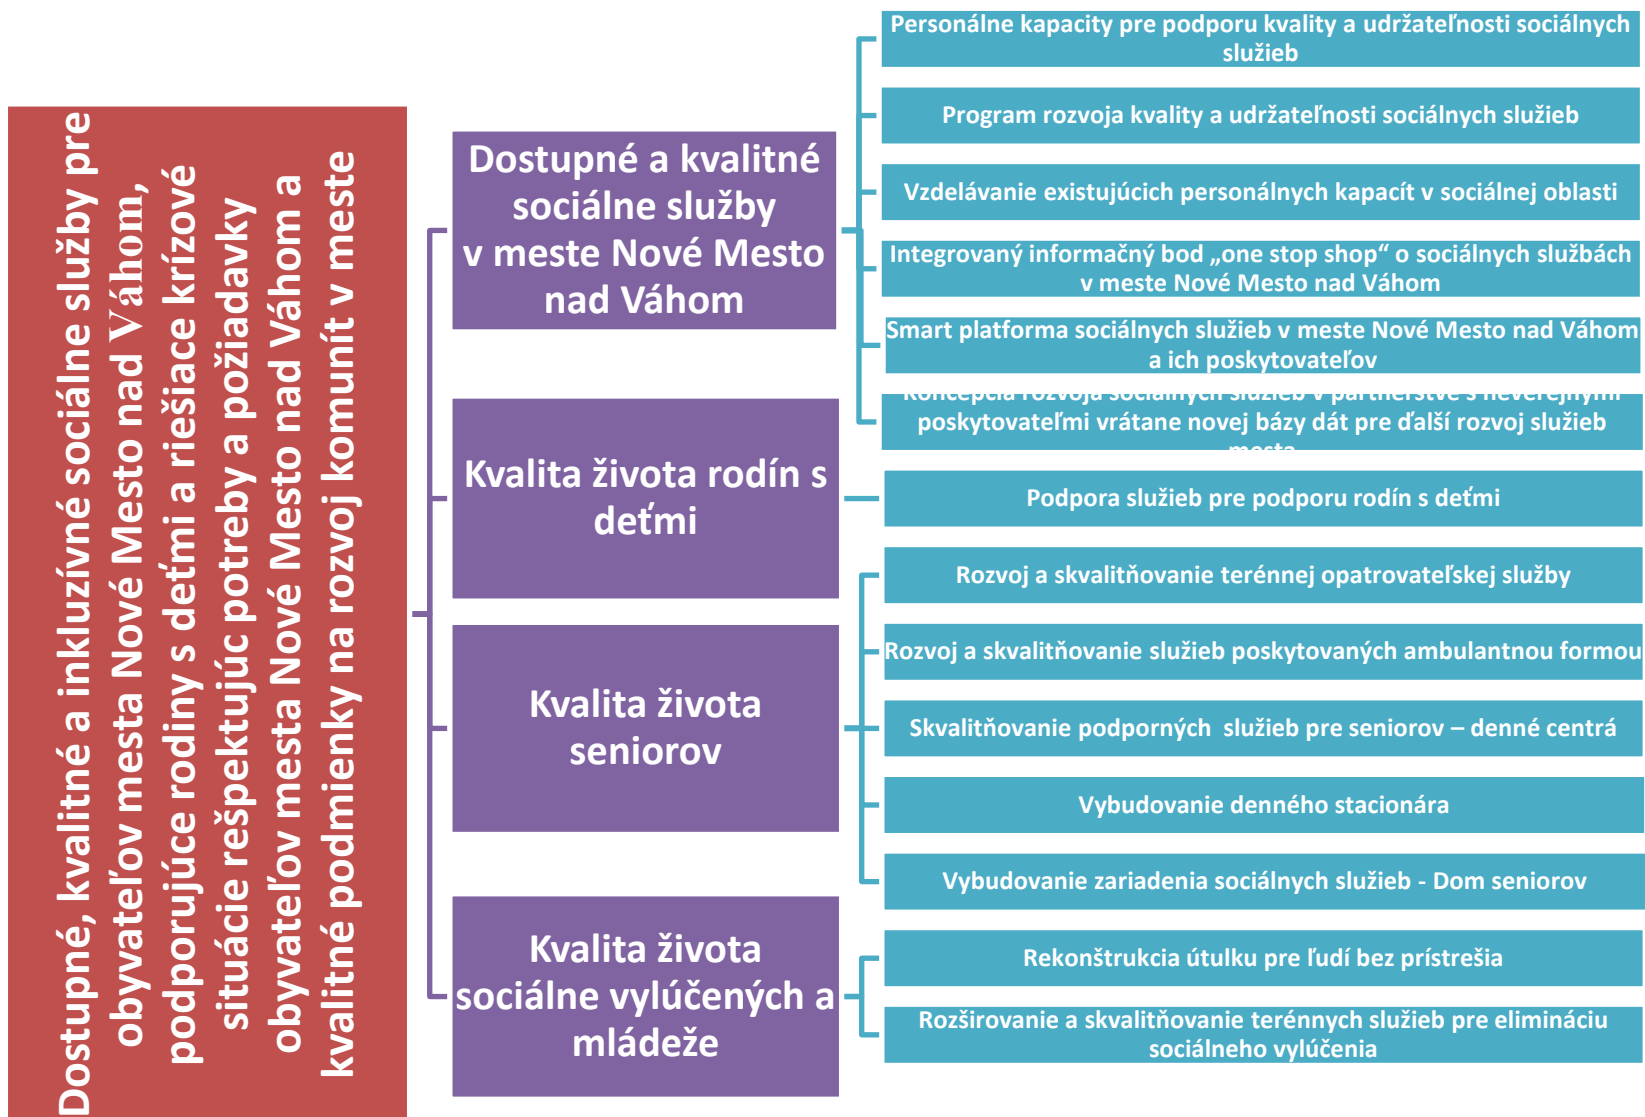 Dostupné, kvalitné a inkluzívné sociálne služby pre
obyvateľov mesta Nové Mesto nad Váhom,
podporujúce rodiny s deťmi a riešiace krízové
situácie rešpektujúc potreby a požiadavky
obyvateľov mesta Nové Mesto nad Váhom a
kvalitné podmienky na rozvoj komunít v meste
Dostupné a kvalitné
sociálne služby
v meste Nové Mesto
nad Váhom
Personálne kapacity pre podporu kvality a udržateľnosti sociálnych
služieb
Program rozvoja kvality a udržateľnosti sociálnych služieb
Vzdelávanie existujúcich personálnych kapacít v sociálnej oblasti
Integrovaný informačný bod „one stop shop“ o sociálnych službách
v meste Nové Mesto nad Váhom
Smart platforma sociálnych služieb v meste Nové Mesto nad Váhom
a ich poskytovateľov
Koncepcia rozvoja sociálnych služieb v partnerstve s neverejnými
poskytovateľmi vrátane novej bázy dát pre ďalší rozvoj služieb
mesta
Kvalita života rodín s
deťmi
Podpora služieb pre podporu rodín s deťmi
Kvalita života
seniorov
Rozvoj a skvalitňovanie terénnej opatrovateľskej služby
Rozvoj a skvalitňovanie služieb poskytovaných ambulantnou formou
Skvalitňovanie podporných  služieb pre seniorov – denné centrá
Vybudovanie denného stacionára
Vybudovanie zariadenia sociálnych služieb - Dom seniorov
Kvalita života
sociálne vylúčených a
mládeže
Rekonštrukcia útulku pre ľudí bez prístrešia
Rozširovanie a skvalitňovanie terénnych služieb pre elimináciu
sociálneho vylúčenia